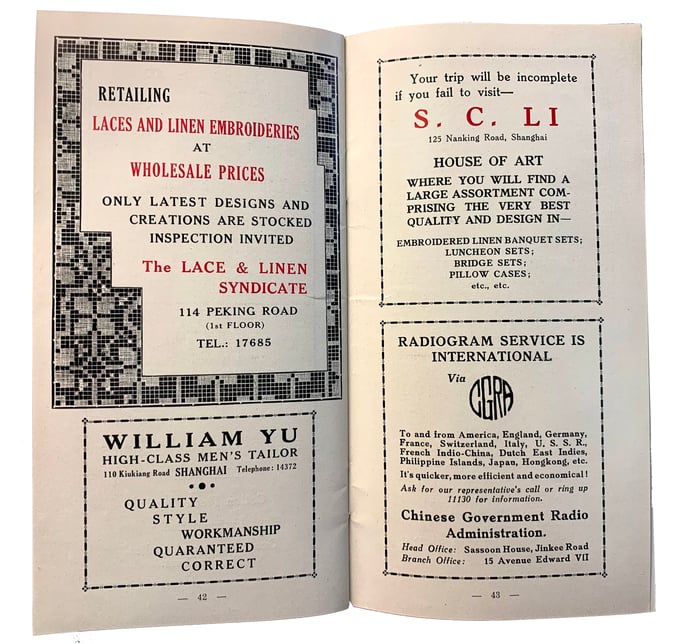 RETAILING
LACES AND LINEN EMBROIDERIES
AT
WHOLESALE PRICES
ONLY LATEST DESIGNS AND
CREATIONS ARE STOCKED
INSPECTION INVITED
The LACE & LINEN
SYNDICATE
114 PEKING ROAD
(1st FLOOR)
TEL.: 17685
WILLIAM YU
HIGH-CLASS MEN'S TAILOR
110 Kiukiang Road SHANGHAI Telephone: 14372
QUALITY
STYLE
WORKMANSHIP
QUARANTEED
CORRECT
— 42 —
Your trip will be incomplete
if you fail to visit—
S. C. LI
125 Nanking Road, Shanghai
HOUSE OF ART
WHERE YOU WILL FIND A
LARGE ASSORTMENT COM-
PRISING THE VERY BEST
QUALITY AND DESIGN IN—
EMBROIDERED LINEN BANQUET SETS;
LUNCHEON SETS;
BRIDGE SETS;
PILLOW CASES;
etc., etc.
RADIOGRAM SERVICE IS
INTERNATIONAL
Via
CGRA
To and from America, England, Germany,
France, Switzerland, Italy, U. S. S. R.,
French Indio-China, Dutch East Indies,
Philippine Islands, Japan, Hongkong, etc.
It's quicker, more efficient and economical!
Ask for our representative's call or ring up
11130 for information.
Chinese Government Radio
Administration.
Head Office: Sassoon House, Jinkee Road
Branch Office: 15 Avenue Edward VII
— 43 —